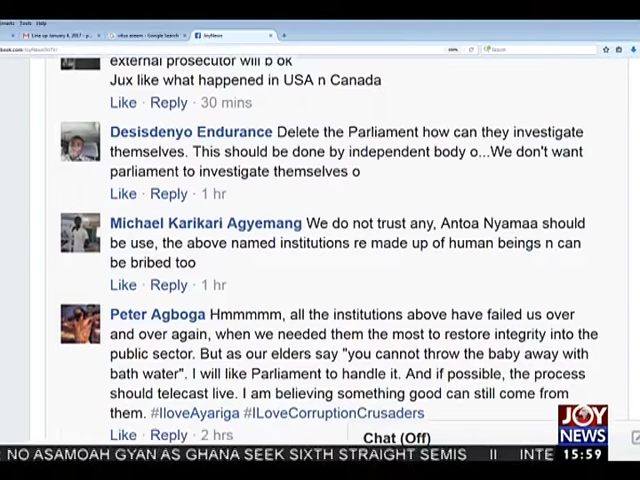 Tools Help
Line up January 4, 2017 - p...
Google Search
JoyNews
Search
external prosecutor will b ok
Jux like what happened in USA n Canada
Like · Reply · 30 mins
Desisdenyo Endurance Delete the Parliament how can they investigate
themselves. This should be done by independent body o...We don't want
parliament to investigate themselves o
Like · Reply · 1 hr
Michael Karikari Agyemang We do not trust any, Antoa Nyamaa should
be use, the above named institutions re made up of human beings n can
be bribed too
Like · Reply · 1 hr
Peter Agboga Hmmmmm, all the institutions above have failed us over
and over again, when we needed them the most to restore integrity into the
public sector. But as our elders say "you cannot throw the baby away with
bath water". I will like Parliament to handle it. And if possible, the process
should telecast live. I am believing something good can still come from
them. #IloveAyariga #ILoveCorruptionCrusaders
Like · Reply · 2 hrs
Chat (Off)
JOY
NEWS
NO ASAMOAH GYAN AS GHANA SEEK SIXTH STRAIGHT SEMIS II INTE
15:59